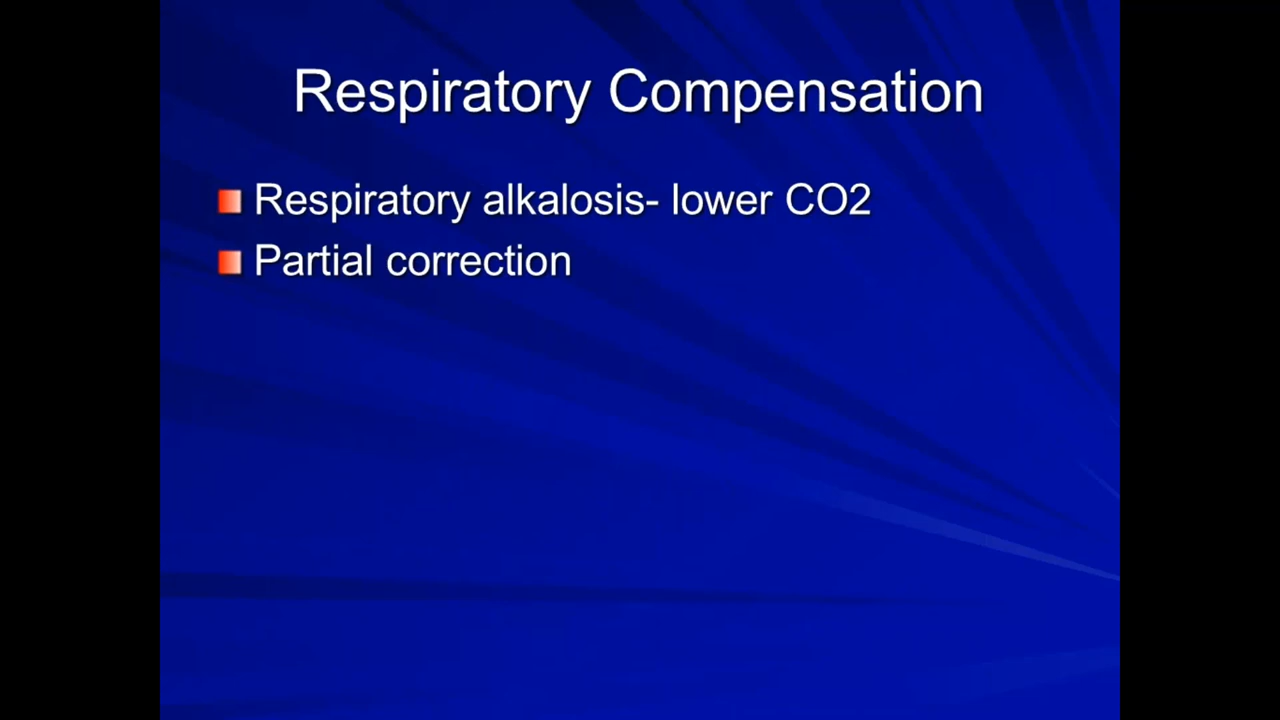 Respiratory Compensation
Respiratory alkalosis- lower CO2
Partial correction